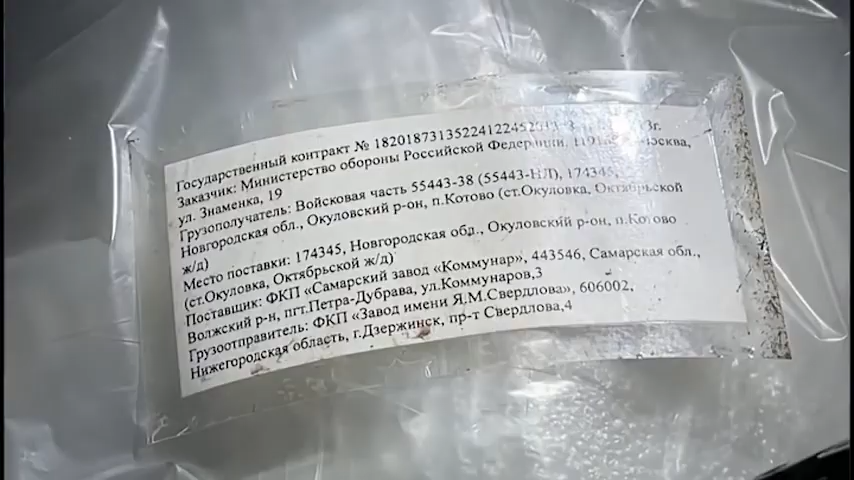 Государственный контракт № 18201873135224122452 3г.
Заказчик: Министерство обороны Российской Федерации, Москва,
ул. Знаменка, 19
Грузополучатель: Войсковая часть 55443-38 (55443-НЛ), 174345,
Новгородская обл., Окуловский р-он, п.Котово (ст.Окуловка, Октябрьской
ж/д)
Место поставки: 174345, Новгородская обл., Окуловский р-он, п.Котово
(ст.Окуловка, Октябрьской ж/д)
Поставщик: ФКП «Самарский завод «Коммунар», 443546, Самарская обл.,
Волжский р-н, пгт.Петра-Дубрава, ул.Коммунаров,3
Грузоотправитель: ФКП «Завод имени Я.М.Свердлова», 606002,
Нижегородская область, г.Дзержинск, пр-т Свердлова,4